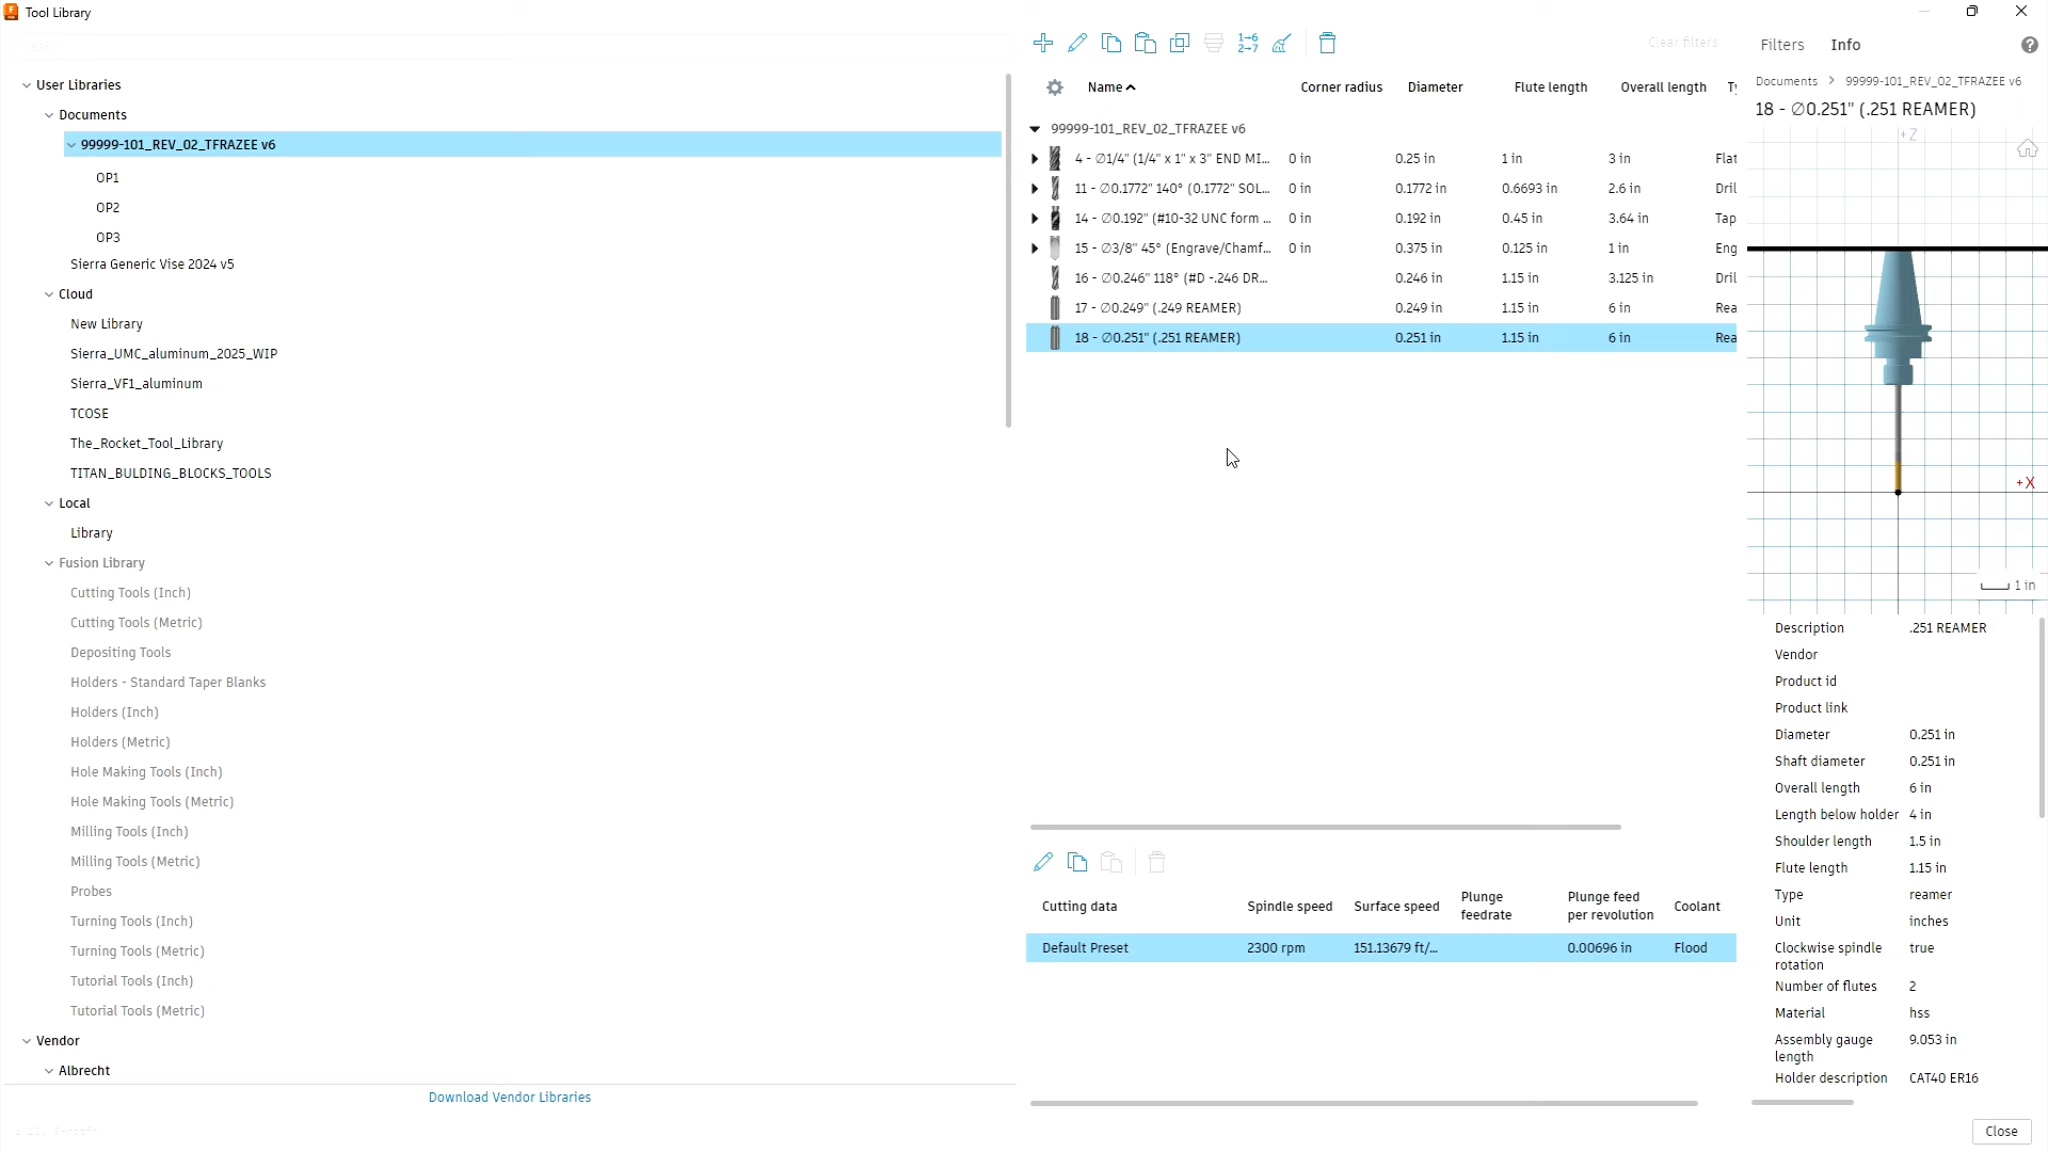 Tool Library
User Libraries
Documents
99999-101_REV_02_TFRAZEE v6
OP1
OP2
OP3
Sierra Generic Vise 2024 v5
Cloud
New Library
Sierra_UMC_aluminum_2025_WIP
Sierra_VF1_aluminum
TCOSE
The_Rocket_Tool_Library
TITAN_BULDING_BLOCKS_TOOLS
Local
Library
Fusion Library
Cutting Tools (Inch)
Cutting Tools (Metric)
Depositing Tools
Holders - Standard Taper Blanks
Holders (Inch)
Holders (Metric)
Hole Making Tools (Inch)
Hole Making Tools (Metric)
Milling Tools (Inch)
Milling Tools (Metric)
Probes
Turning Tools (Inch)
Turning Tools (Metric)
Tutorial Tools (Inch)
Tutorial Tools (Metric)
Vendor
Albrecht
Download Vendor Libraries
1→6
2→7
Clear filters
Name Corner radius Diameter Flute length Overall length Ty
99999-101_REV_02_TFRAZEE v6
4 - ∅1/4" (1/4" x 1" x 3" END MI... 0 in 0.25 in 1 in 3 in Flat
11 - ∅0.1772" 140° (0.1772" SOL... 0 in 0.1772 in 0.6693 in 2.6 in Dril
14 - ∅0.192" (#10-32 UNC form ... 0 in 0.192 in 0.45 in 3.64 in Tap
15 - ∅3/8" 45° (Engrave/Chamf... 0 in 0.375 in 0.125 in 1 in Eng
16 - ∅0.246" 118° (#D -.246 DR... 0.246 in 1.15 in 3.125 in Dril
17 - ∅0.249" (.249 REAMER) 0.249 in 1.15 in 6 in Rea
18 - ∅0.251" (.251 REAMER) 0.251 in 1.15 in 6 in Rea
Cutting data Spindle speed Surface speed Plunge feedrate Plunge feed per revolution Coolant
Default Preset 2300 rpm 151.13679 ft/... 0.00696 in Flood
Filters Info
Documents > 99999-101_REV_02_TFRAZEE v6
18 - ∅0.251" (.251 REAMER)
+Z
+X
1 in
Description .251 REAMER
Vendor
Product id
Product link
Diameter 0.251 in
Shaft diameter 0.251 in
Overall length 6 in
Length below holder 4 in
Shoulder length 1.5 in
Flute length 1.15 in
Type reamer
Unit inches
Clockwise spindle true
rotation
Number of flutes 2
Material hss
Assembly gauge 9.053 in
length
Holder description CAT40 ER16
Close